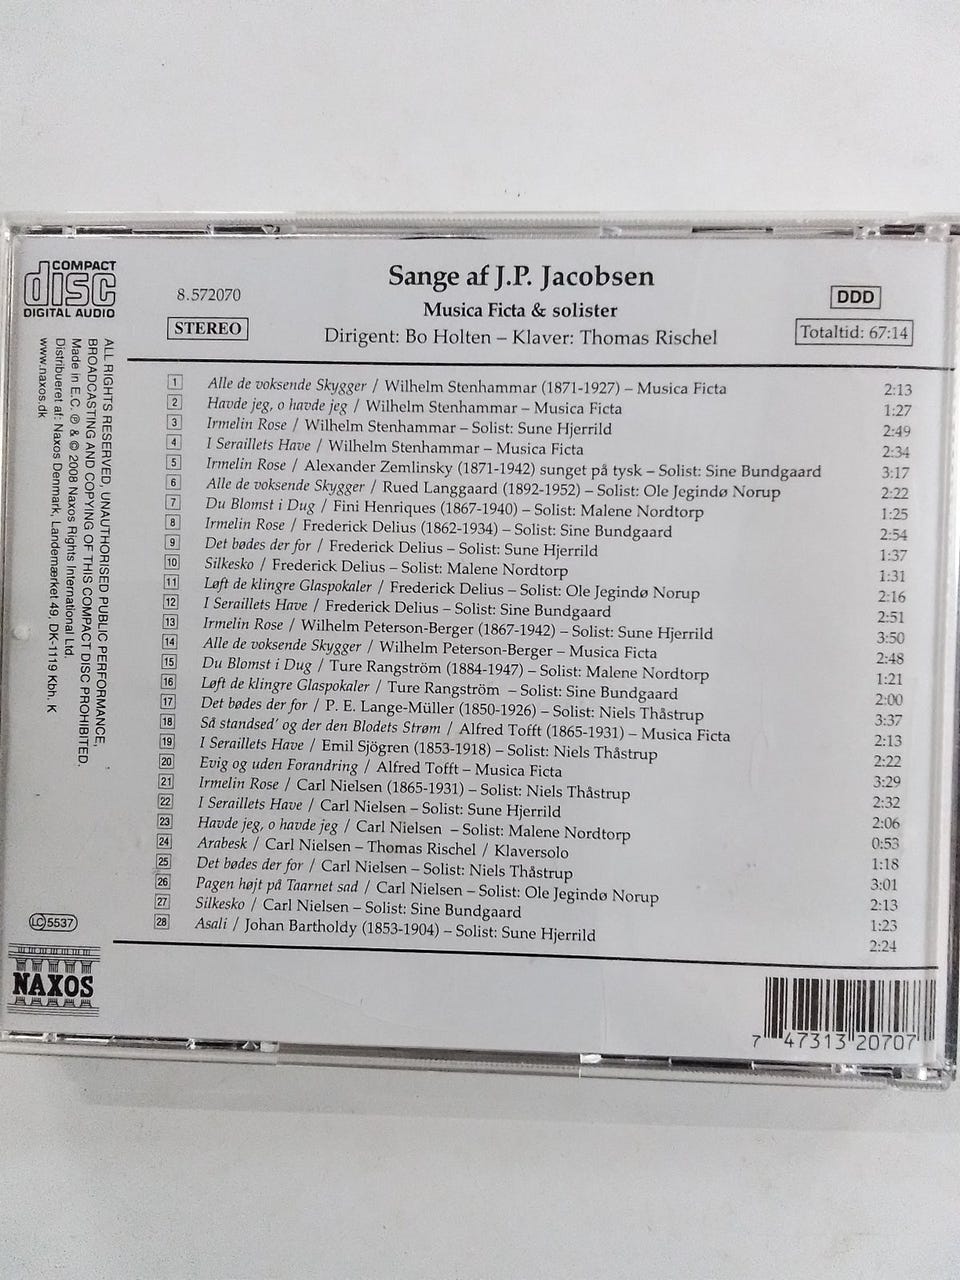 COMPACT
disc
DIGITAL AUDIO
8.572070
STEREO
Sange af J.P. Jacobsen
Musica Ficta & solister
Dirigent: Bo Holten – Klaver: Thomas Rischel
DDD
Totaltid: 67:14
1 Alle de voksende Skygger / Wilhelm Stenhammar (1871-1927) – Musica Ficta 2:13
2 Havde jeg, o havde jeg / Wilhelm Stenhammar – Musica Ficta 1:27
3 Irmelin Rose / Wilhelm Stenhammar – Solist: Sune Hjerrild 2:49
4 I Seraillets Have / Wilhelm Stenhammar – Musica Ficta 2:34
5 Irmelin Rose / Alexander Zemlinsky (1871-1942) sunget på tysk – Solist: Sine Bundgaard 3:17
6 Alle de voksende Skygger / Rued Langgaard (1892-1952) – Solist: Ole Jegindø Norup 2:22
7 Du Blomst i Dug / Fini Henriques (1867-1940) – Solist: Malene Nordtorp 1:25
8 Irmelin Rose / Frederick Delius (1862-1934) – Solist: Sine Bundgaard 2:54
9 Det bødes der for / Frederick Delius – Solist: Sune Hjerrild 1:37
10 Silkesko / Frederick Delius – Solist: Malene Nordtorp 1:31
11 Løft de klingre Glaspokaler / Frederick Delius – Solist: Ole Jegindø Norup 2:16
12 I Seraillets Have / Frederick Delius – Solist: Sine Bundgaard 2:51
13 Irmelin Rose / Wilhelm Peterson-Berger (1867-1942) – Solist: Sune Hjerrild 3:50
14 Alle de voksende Skygger / Wilhelm Peterson-Berger – Musica Ficta 2:48
15 Du Blomst i Dug / Ture Rangström (1884-1947) – Solist: Malene Nordtorp 1:21
16 Løft de klingre Glaspokaler / Ture Rangström – Solist: Sine Bundgaard 2:00
17 Det bødes der for / P. E. Lange-Müller (1850-1926) – Solist: Niels Thåstrup 3:37
18 Så standsed' og der den Blodets Strøm / Alfred Tofft (1865-1931) – Musica Ficta 2:13
19 I Seraillets Have / Emil Sjögren (1853-1918) – Solist: Niels Thåstrup 2:22
20 Evig og uden Forandring / Alfred Tofft – Musica Ficta 3:29
21 Irmelin Rose / Carl Nielsen (1865-1931) – Solist: Niels Thåstrup 2:32
22 I Seraillets Have / Carl Nielsen – Solist: Sune Hjerrild 2:06
23 Havde jeg, o havde jeg / Carl Nielsen – Solist: Malene Nordtorp 0:53
24 Arabesk / Carl Nielsen – Thomas Rischel / Klaversolo 1:18
25 Det bødes der for / Carl Nielsen – Solist: Niels Thåstrup 3:01
26 Pagen højt på Taarnet sad / Carl Nielsen – Solist: Ole Jegindø Norup 2:13
27 Silkesko / Carl Nielsen – Solist: Sine Bundgaard 1:23
28 Asali / Johan Bartholdy (1853-1904) – Solist: Sune Hjerrild 2:24
ALL RIGHTS RESERVED, UNAUTHORISED PUBLIC PERFORMANCE,
BROADCASTING AND COPYING OF THIS COMPACT DISC PROHIBITED.
Made in E.C. ℗ & © 2008 Naxos Rights International Ltd.
Distribueret af: Naxos Denmark, Landemærket 49, DK-1119 Kbh. K
www.naxos.dk
LC 5537
NAXOS
7 47313 20707